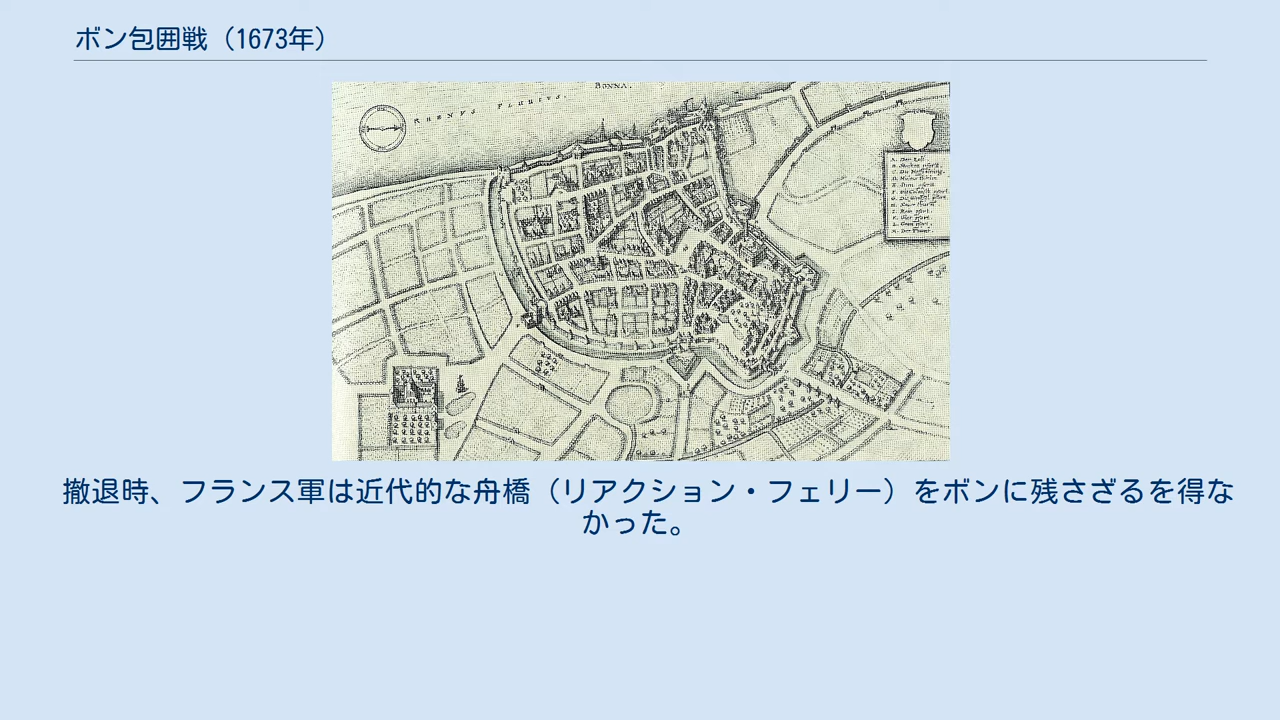 ボン包囲戦（1673年）
BONNA.
RHENVS FLUVIVS.
撤退時、フランス軍は近代的な舟橋（リアクション・フェリー）をボンに残さざるを得な
かった。